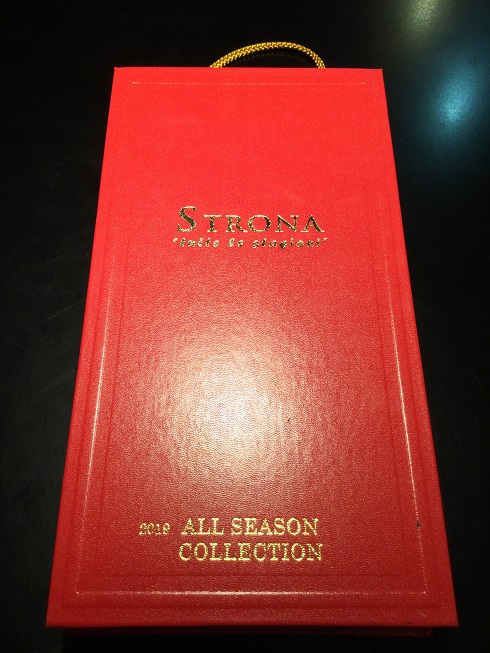 STRONA
"tutte le stagioni"
2019 ALL SEASON
COLLECTION